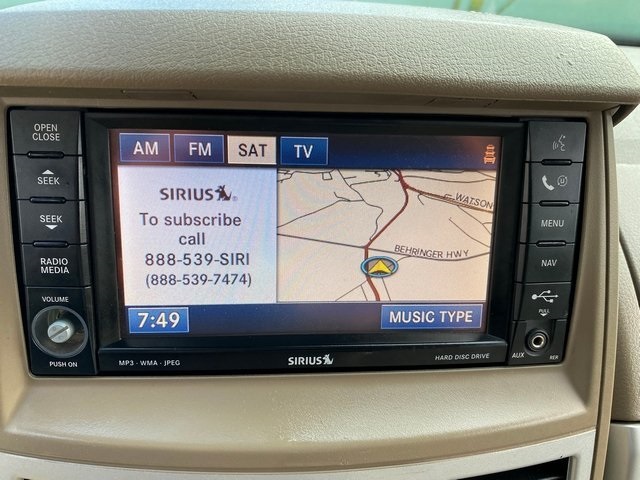 OPEN
CLOSE
SEEK
SEEK
RADIO
MEDIA
VOLUME
PUSH ON
AM
FM
SAT
TV
SIRIUS
To subscribe
call
888-539-SIRI
(888-539-7474)
WATSON
BEHRINGER HWY
7:49
MUSIC TYPE
MP3 · WMA · JPEG
SIRIUS
HARD DISC DRIVE
MENU
NAV
PULL
AUX